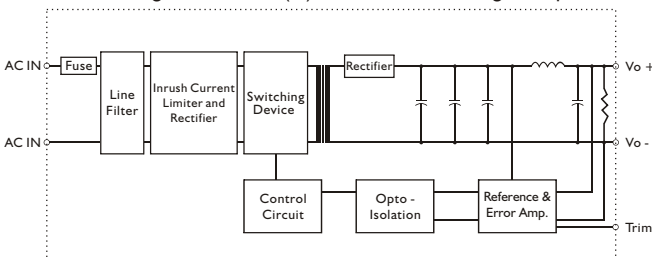 AC IN
Fuse
Line
Filter
Inrush Current
Limiter and
Rectifier
Switching
Device
Rectifier
Vo +
AC IN
Vo -
Control
Circuit
Opto -
Isolation
Reference &
Error Amp.
Trim